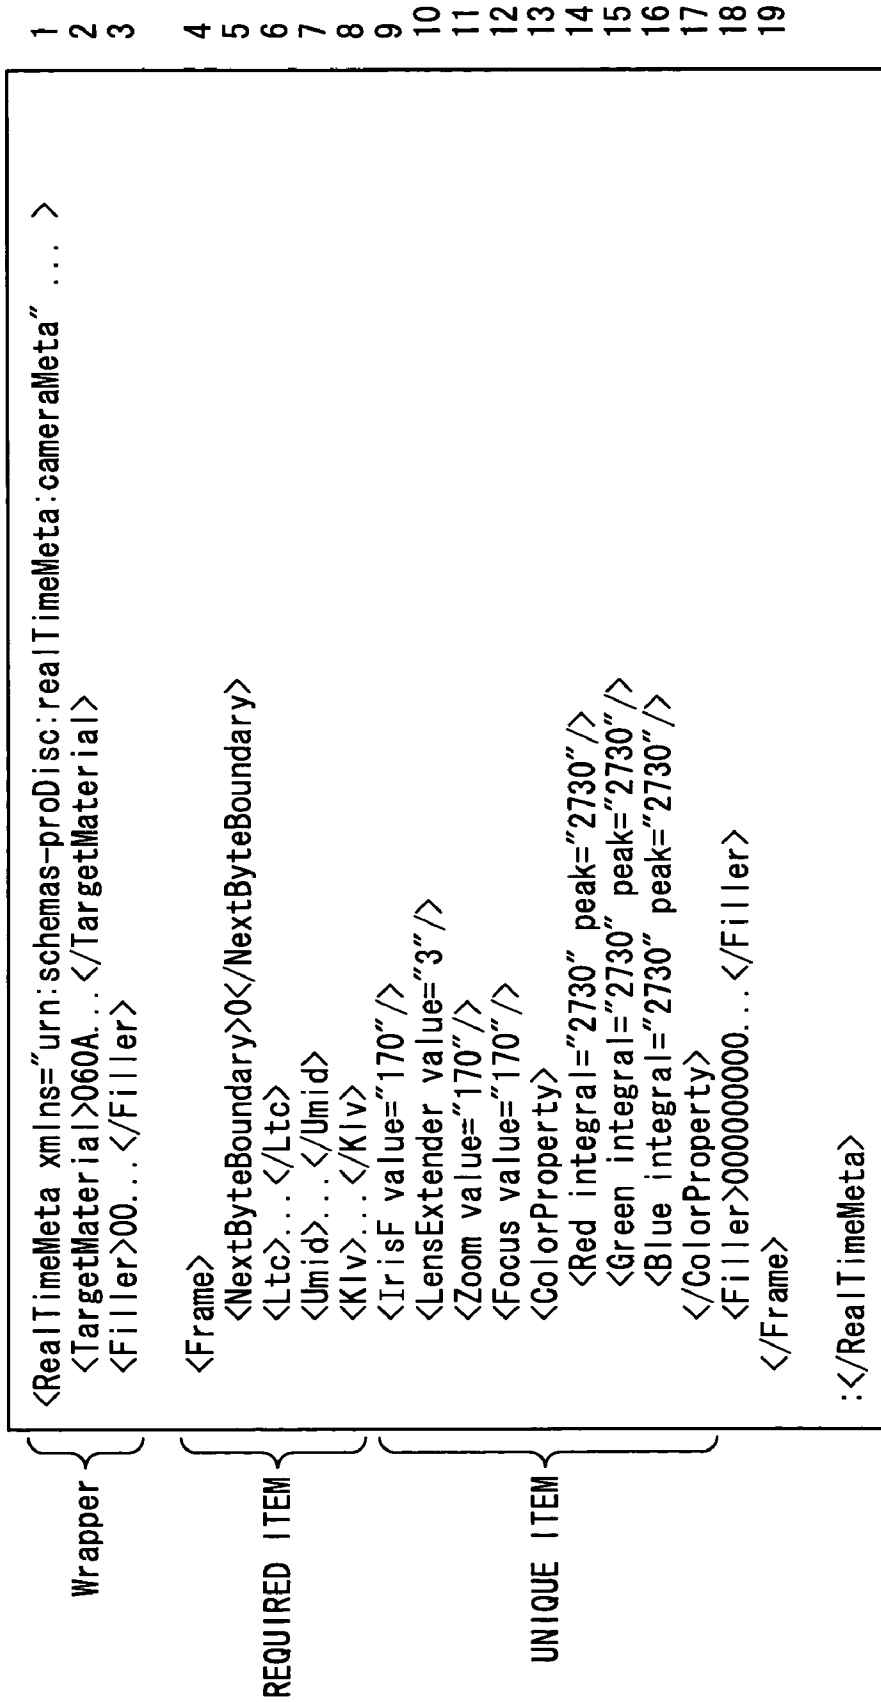 Wrapper
<RealTimeMeta xmlns="urn:schemas-proDisc:realTimeMeta:cameraMeta" ... > 1
<TargetMaterial>060A...</TargetMaterial> 2
<Filler>00...</Filler> 3
REQUIRED ITEM
<Frame> 4
<NextByteBoundary>0</NextByteBoundary> 5
<Ltc>...</Ltc> 6
<Umid>...</Umid> 7
<Klv>...</Klv> 8
UNIQUE ITEM
<IrisF value="170"/> 9
<LensExtender value="3"/> 10
<Zoom value="170"/> 11
<Focus value="170"/> 12
<ColorProperty> 13
<Red integral="2730" peak="2730"/> 14
<Green integral="2730" peak="2730"/> 15
<Blue integral="2730" peak="2730"/> 16
</ColorProperty> 17
<Filler>000000000...</Filler> 18
</Frame> 19
:</RealTimeMeta>